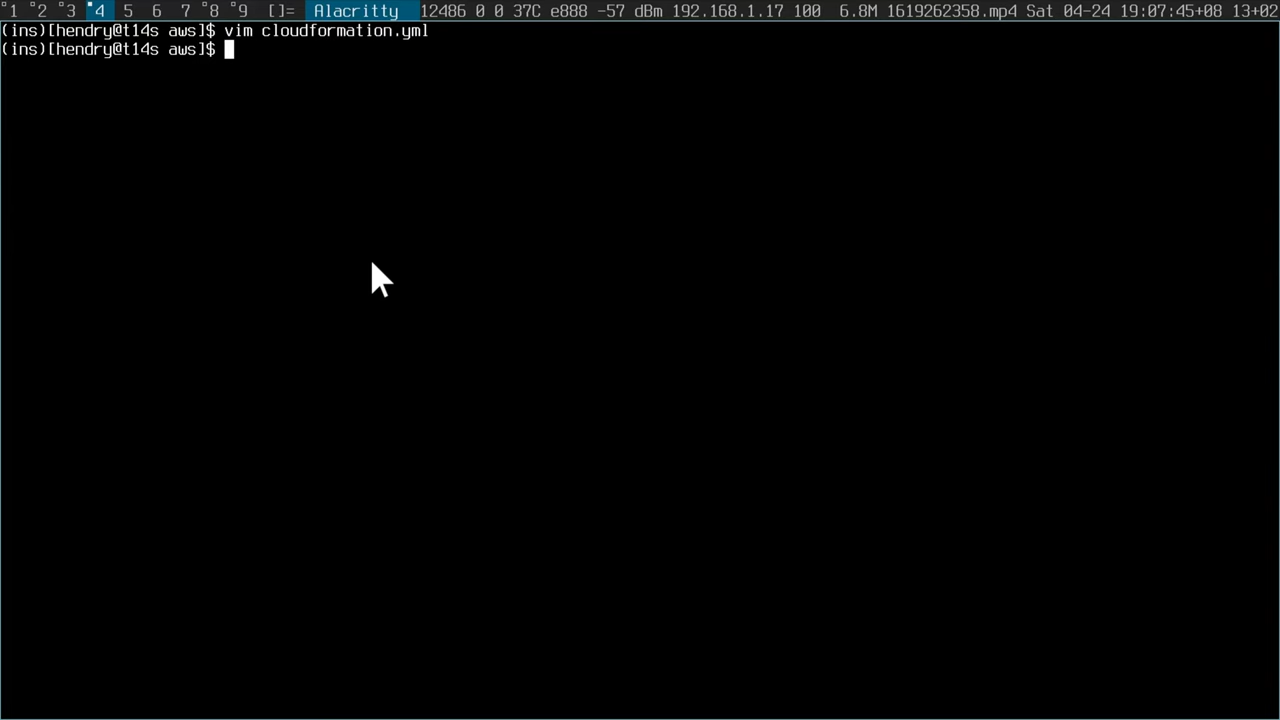 1 2 3 4 5 6 7 8 9 []= Alacritty 12486 0 0 37C e888 -57 dBm 192.168.1.17 100 6.8M 1619262358.mp4 Sat 04-24 19:07:45+08 13+02
(ins)[hendry@t14s aws]$ vim cloudformation.yml
(ins)[hendry@t14s aws]$